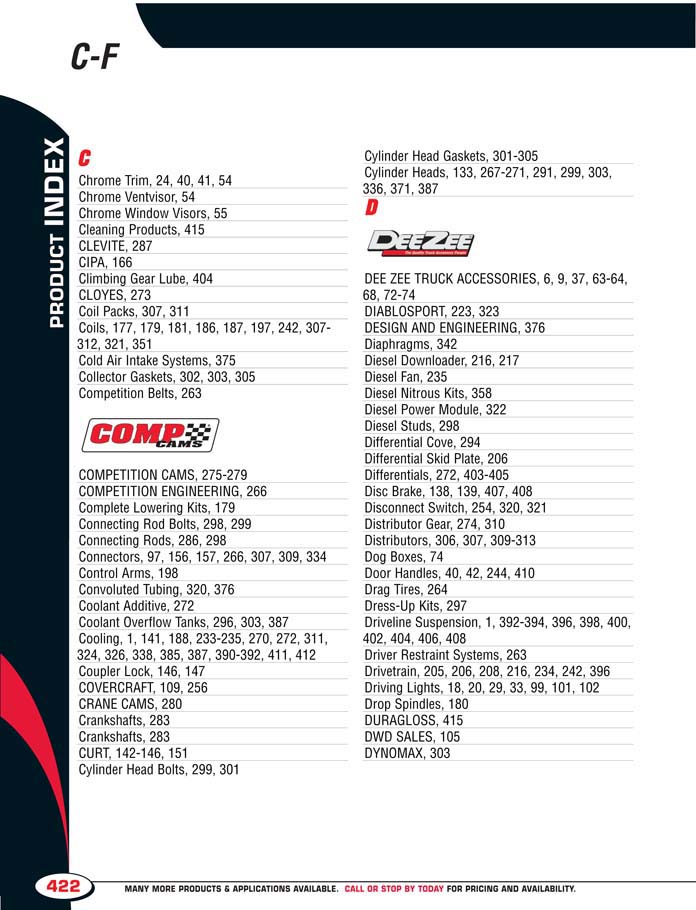 C-F
PRODUCT INDEX
C
Chrome Trim, 24, 40, 41, 54
Chrome Ventvisor, 54
Chrome Window Visors, 55
Cleaning Products, 415
CLEVITE, 287
CIPA, 166
Climbing Gear Lube, 404
CLOYES, 273
Coil Packs, 307, 311
Coils, 177, 179, 181, 186, 187, 197, 242, 307-
312, 321, 351
Cold Air Intake Systems, 375
Collector Gaskets, 302, 303, 305
Competition Belts, 263
COMP
CAMS
COMPETITION CAMS, 275-279
COMPETITION ENGINEERING, 266
Complete Lowering Kits, 179
Connecting Rod Bolts, 298, 299
Connecting Rods, 286, 298
Connectors, 97, 156, 157, 266, 307, 309, 334
Control Arms, 198
Convoluted Tubing, 320, 376
Coolant Additive, 272
Coolant Overflow Tanks, 296, 303, 387
Cooling, 1, 141, 188, 233-235, 270, 272, 311,
324, 326, 338, 385, 387, 390-392, 411, 412
Coupler Lock, 146, 147
COVERCRAFT, 109, 256
CRANE CAMS, 280
Crankshafts, 283
Crankshafts, 283
CURT, 142-146, 151
Cylinder Head Bolts, 299, 301
Cylinder Head Gaskets, 301-305
Cylinder Heads, 133, 267-271, 291, 299, 303,
336, 371, 387
D
DEEZEE
The Quality Truck Accessory People
DEE ZEE TRUCK ACCESSORIES, 6, 9, 37, 63-64,
68, 72-74
DIABLOSPORT, 223, 323
DESIGN AND ENGINEERING, 376
Diaphragms, 342
Diesel Downloader, 216, 217
Diesel Fan, 235
Diesel Nitrous Kits, 358
Diesel Power Module, 322
Diesel Studs, 298
Differential Cove, 294
Differential Skid Plate, 206
Differentials, 272, 403-405
Disc Brake, 138, 139, 407, 408
Disconnect Switch, 254, 320, 321
Distributor Gear, 274, 310
Distributors, 306, 307, 309-313
Dog Boxes, 74
Door Handles, 40, 42, 244, 410
Drag Tires, 264
Dress-Up Kits, 297
Driveline Suspension, 1, 392-394, 396, 398, 400,
402, 404, 406, 408
Driver Restraint Systems, 263
Drivetrain, 205, 206, 208, 216, 234, 242, 396
Driving Lights, 18, 20, 29, 33, 99, 101, 102
Drop Spindles, 180
DURAGLOSS, 415
DWD SALES, 105
DYNOMAX, 303
422
MANY MORE PRODUCTS & APPLICATIONS AVAILABLE. CALL OR STOP BY TODAY FOR PRICING AND AVAILABILITY.